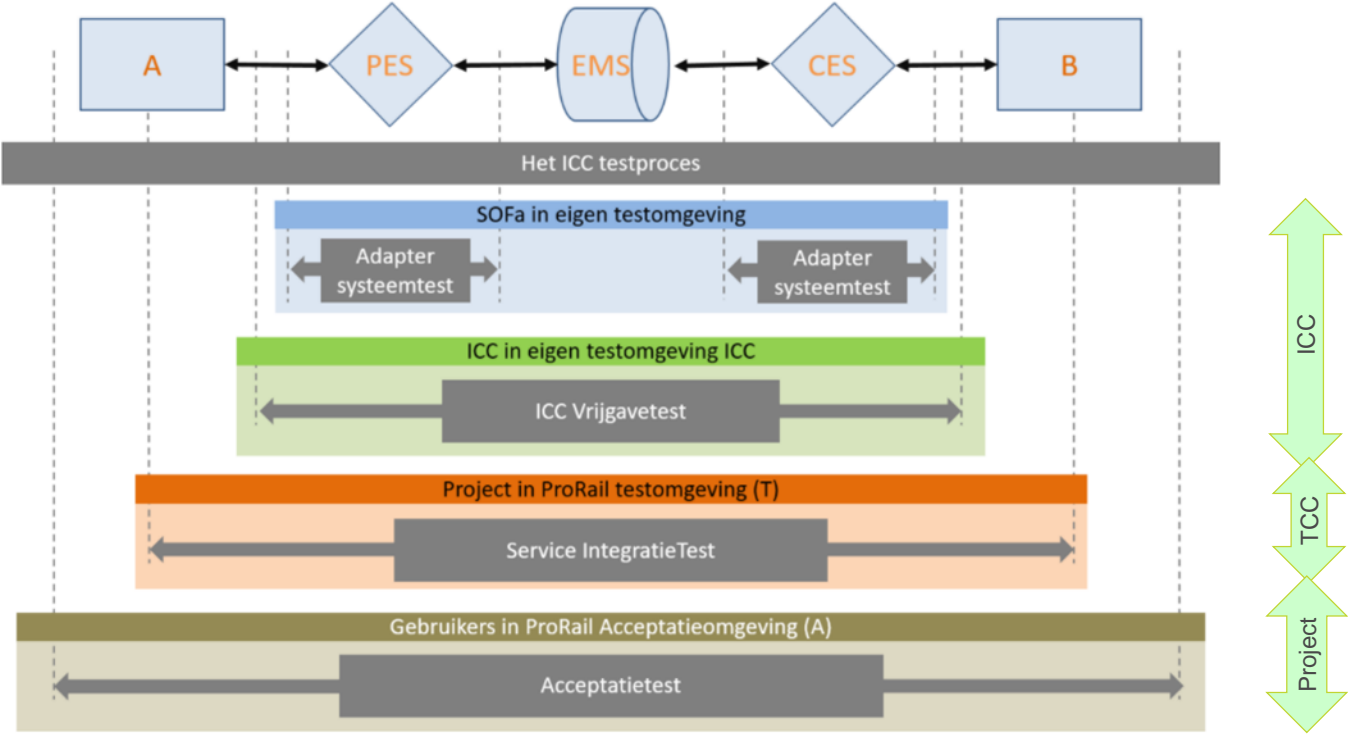 A
PES
EMS
CES
B
Het ICC testproces
SOFa in eigen testomgeving
Adapter
systeemtest
Adapter
systeemtest
ICC in eigen testomgeving ICC
ICC Vrijgavetest
Project in ProRail testomgeving (T)
Service IntegratieTest
Gebruikers in ProRail Acceptatieomgeving (A)
Acceptatietest
ICC
TCC
Project